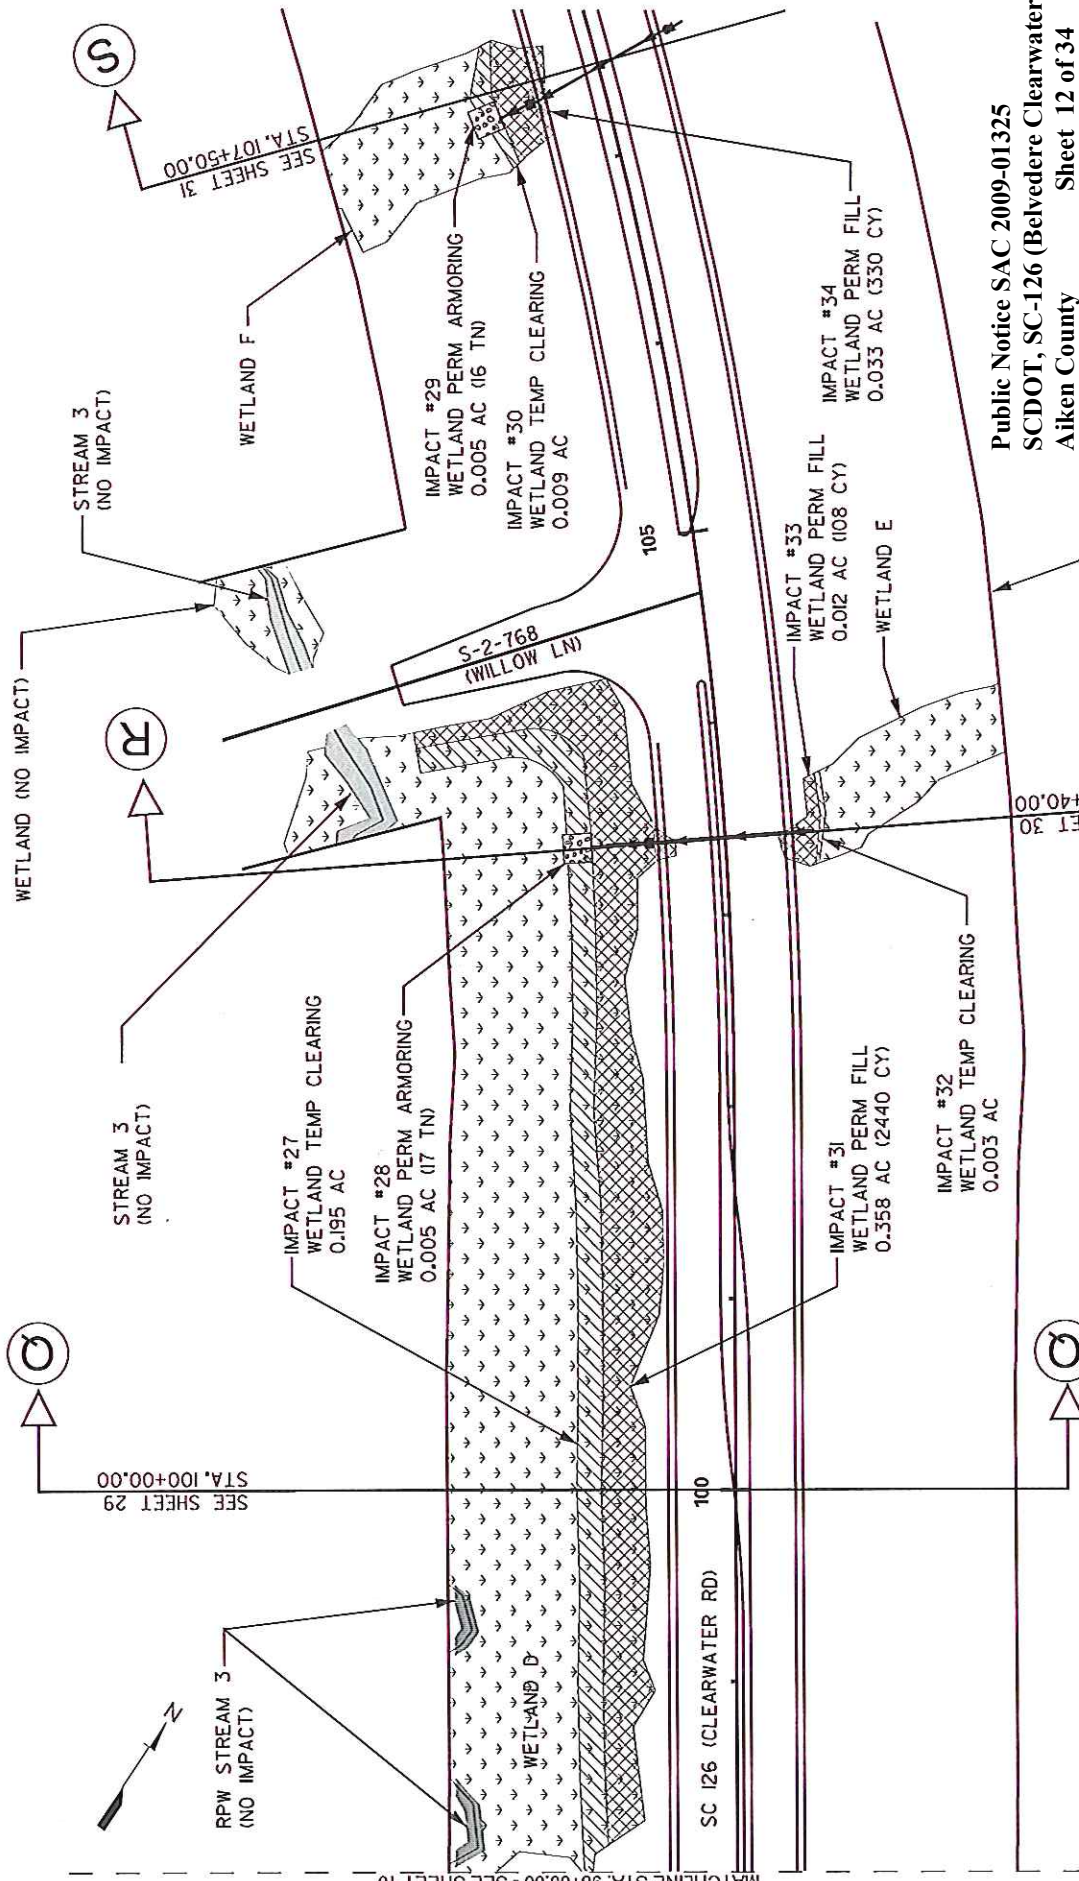 WETLAND (NO IMPACT)
STREAM 3
(NO IMPACT)
S
SEE SHEET 31
STA. 107+50.00
WETLAND F
IMPACT #29
WETLAND PERM ARMORING
0.005 AC (16 TN)
IMPACT #30
WETLAND TEMP CLEARING
0.009 AC
IMPACT #34
WETLAND PERM FILL
0.033 AC (330 CY)
R
S-2-768
(WILLOW LN)
105
IMPACT #33
WETLAND PERM FILL
0.012 AC (108 CY)
WETLAND E
STREAM 3
(NO IMPACT)
IMPACT #27
WETLAND TEMP CLEARING
0.195 AC
IMPACT #28
WETLAND PERM ARMORING
0.005 AC (17 TN)
IMPACT #31
WETLAND PERM FILL
0.358 AC (2440 CY)
IMPACT #32
WETLAND TEMP CLEARING
0.003 AC
+40.00
ET 30
Q
SEE SHEET 29
STA. 100+00.00
100
Q
RPW STREAM 3
(NO IMPACT)
N
WETLAND D
SC 126 (CLEARWATER RD)
Public Notice SAC 2009-01325
SCDOT, SC-126 (Belvedere Clearwater
Aiken County Sheet 12 of 34